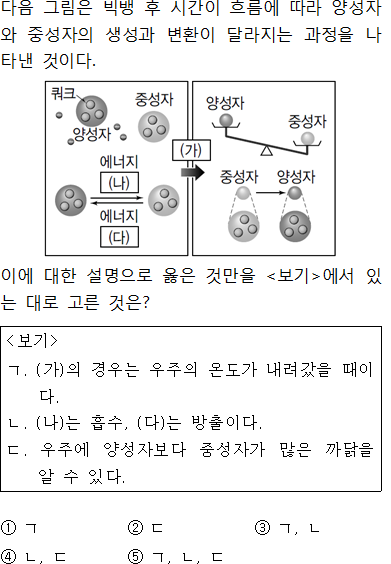 다음 그림은 빅뱅 후 시간이 흐름에 따라 양성자
와 중성자의 생성과 변환이 달라지는 과정을 나
타낸 것이다.
쿼크
중성자
양성자
에너지
(나)
에너지
(다)
(가)
양성자
중성자
중성자 양성자
이에 대한 설명으로 옳은 것만을 <보기>에서 있
는 대로 고른 것은?
<보기>
ㄱ. (가)의 경우는 우주의 온도가 내려갔을 때이
다.
ㄴ. (나)는 흡수, (다)는 방출이다.
ㄷ. 우주에 양성자보다 중성자가 많은 까닭을
알 수 있다.
① ㄱ ② ㄷ ③ ㄱ, ㄴ
④ ㄴ, ㄷ ⑤ ㄱ, ㄴ, ㄷ